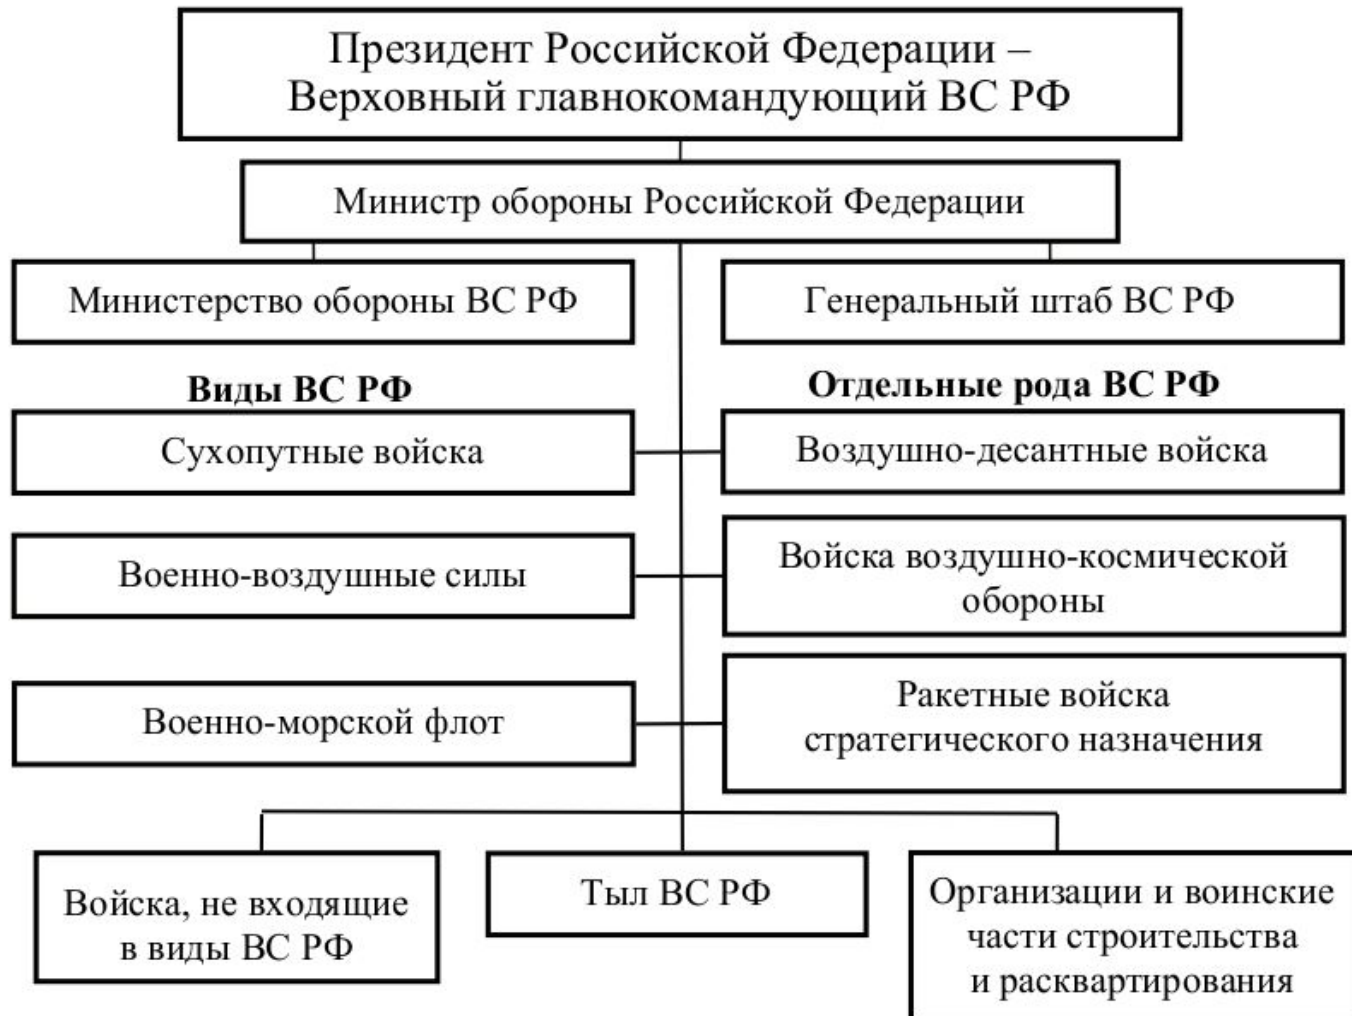 Президент Российской Федерации –
Верховный главнокомандующий ВС РФ
Министр обороны Российской Федерации
Министерство обороны ВС РФ
Генеральный штаб ВС РФ
Виды ВС РФ
Отдельные рода ВС РФ
Сухопутные войска
Воздушно-десантные войска
Военно-воздушные силы
Войска воздушно-космической
обороны
Военно-морской флот
Ракетные войска
стратегического назначения
Войска, не входящие
в виды ВС РФ
Тыл ВС РФ
Организации и воинские
части строительства
и расквартирования